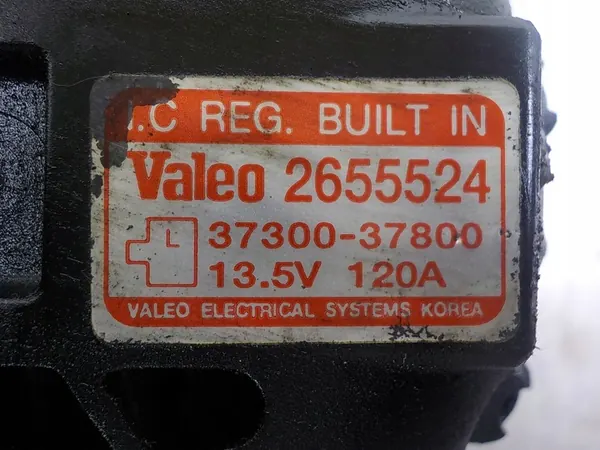 .C REG. BUILT IN
Valeo 2655524
L 37300-37800
13.5V 120A
VALEO ELECTRICAL SYSTEMS KOREA